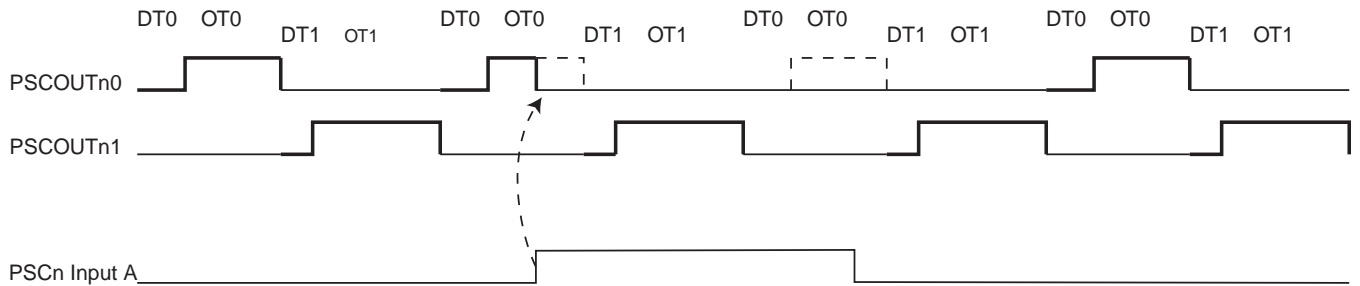 DT0 OT0 DT0 OT0 DT0 OT0 DT0 OT0
DT1 OT1 DT1 OT1 DT1 OT1 DT1 OT1
PSCOUTn0
PSCOUTn1
PSCn Input A